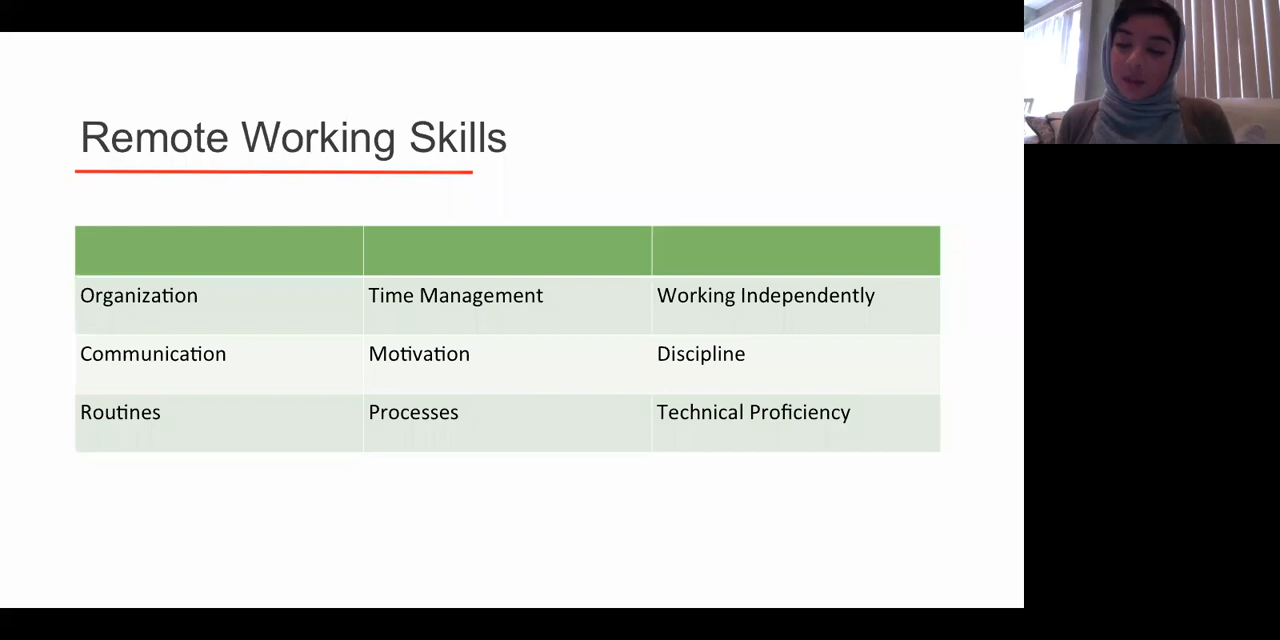 Remote Working Skills
Organization Time Management Working Independently
Communication Motivation Discipline
Routines Processes Technical Proficiency